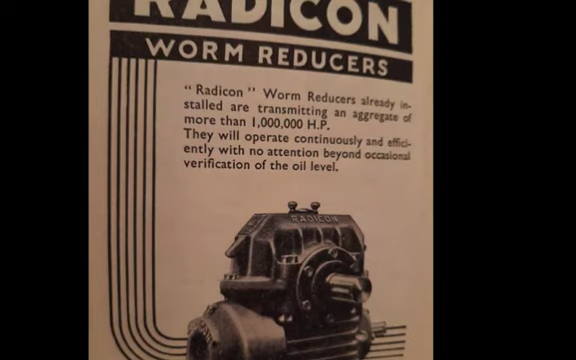 RADICON
WORM REDUCERS
“ Radicon ” Worm Reducers already in-
stalled are transmitting an aggregate of
more than 1,000,000 H.P.
They will operate continuously and effici-
ently with no attention beyond occasional
verification of the oil level.
RADICON